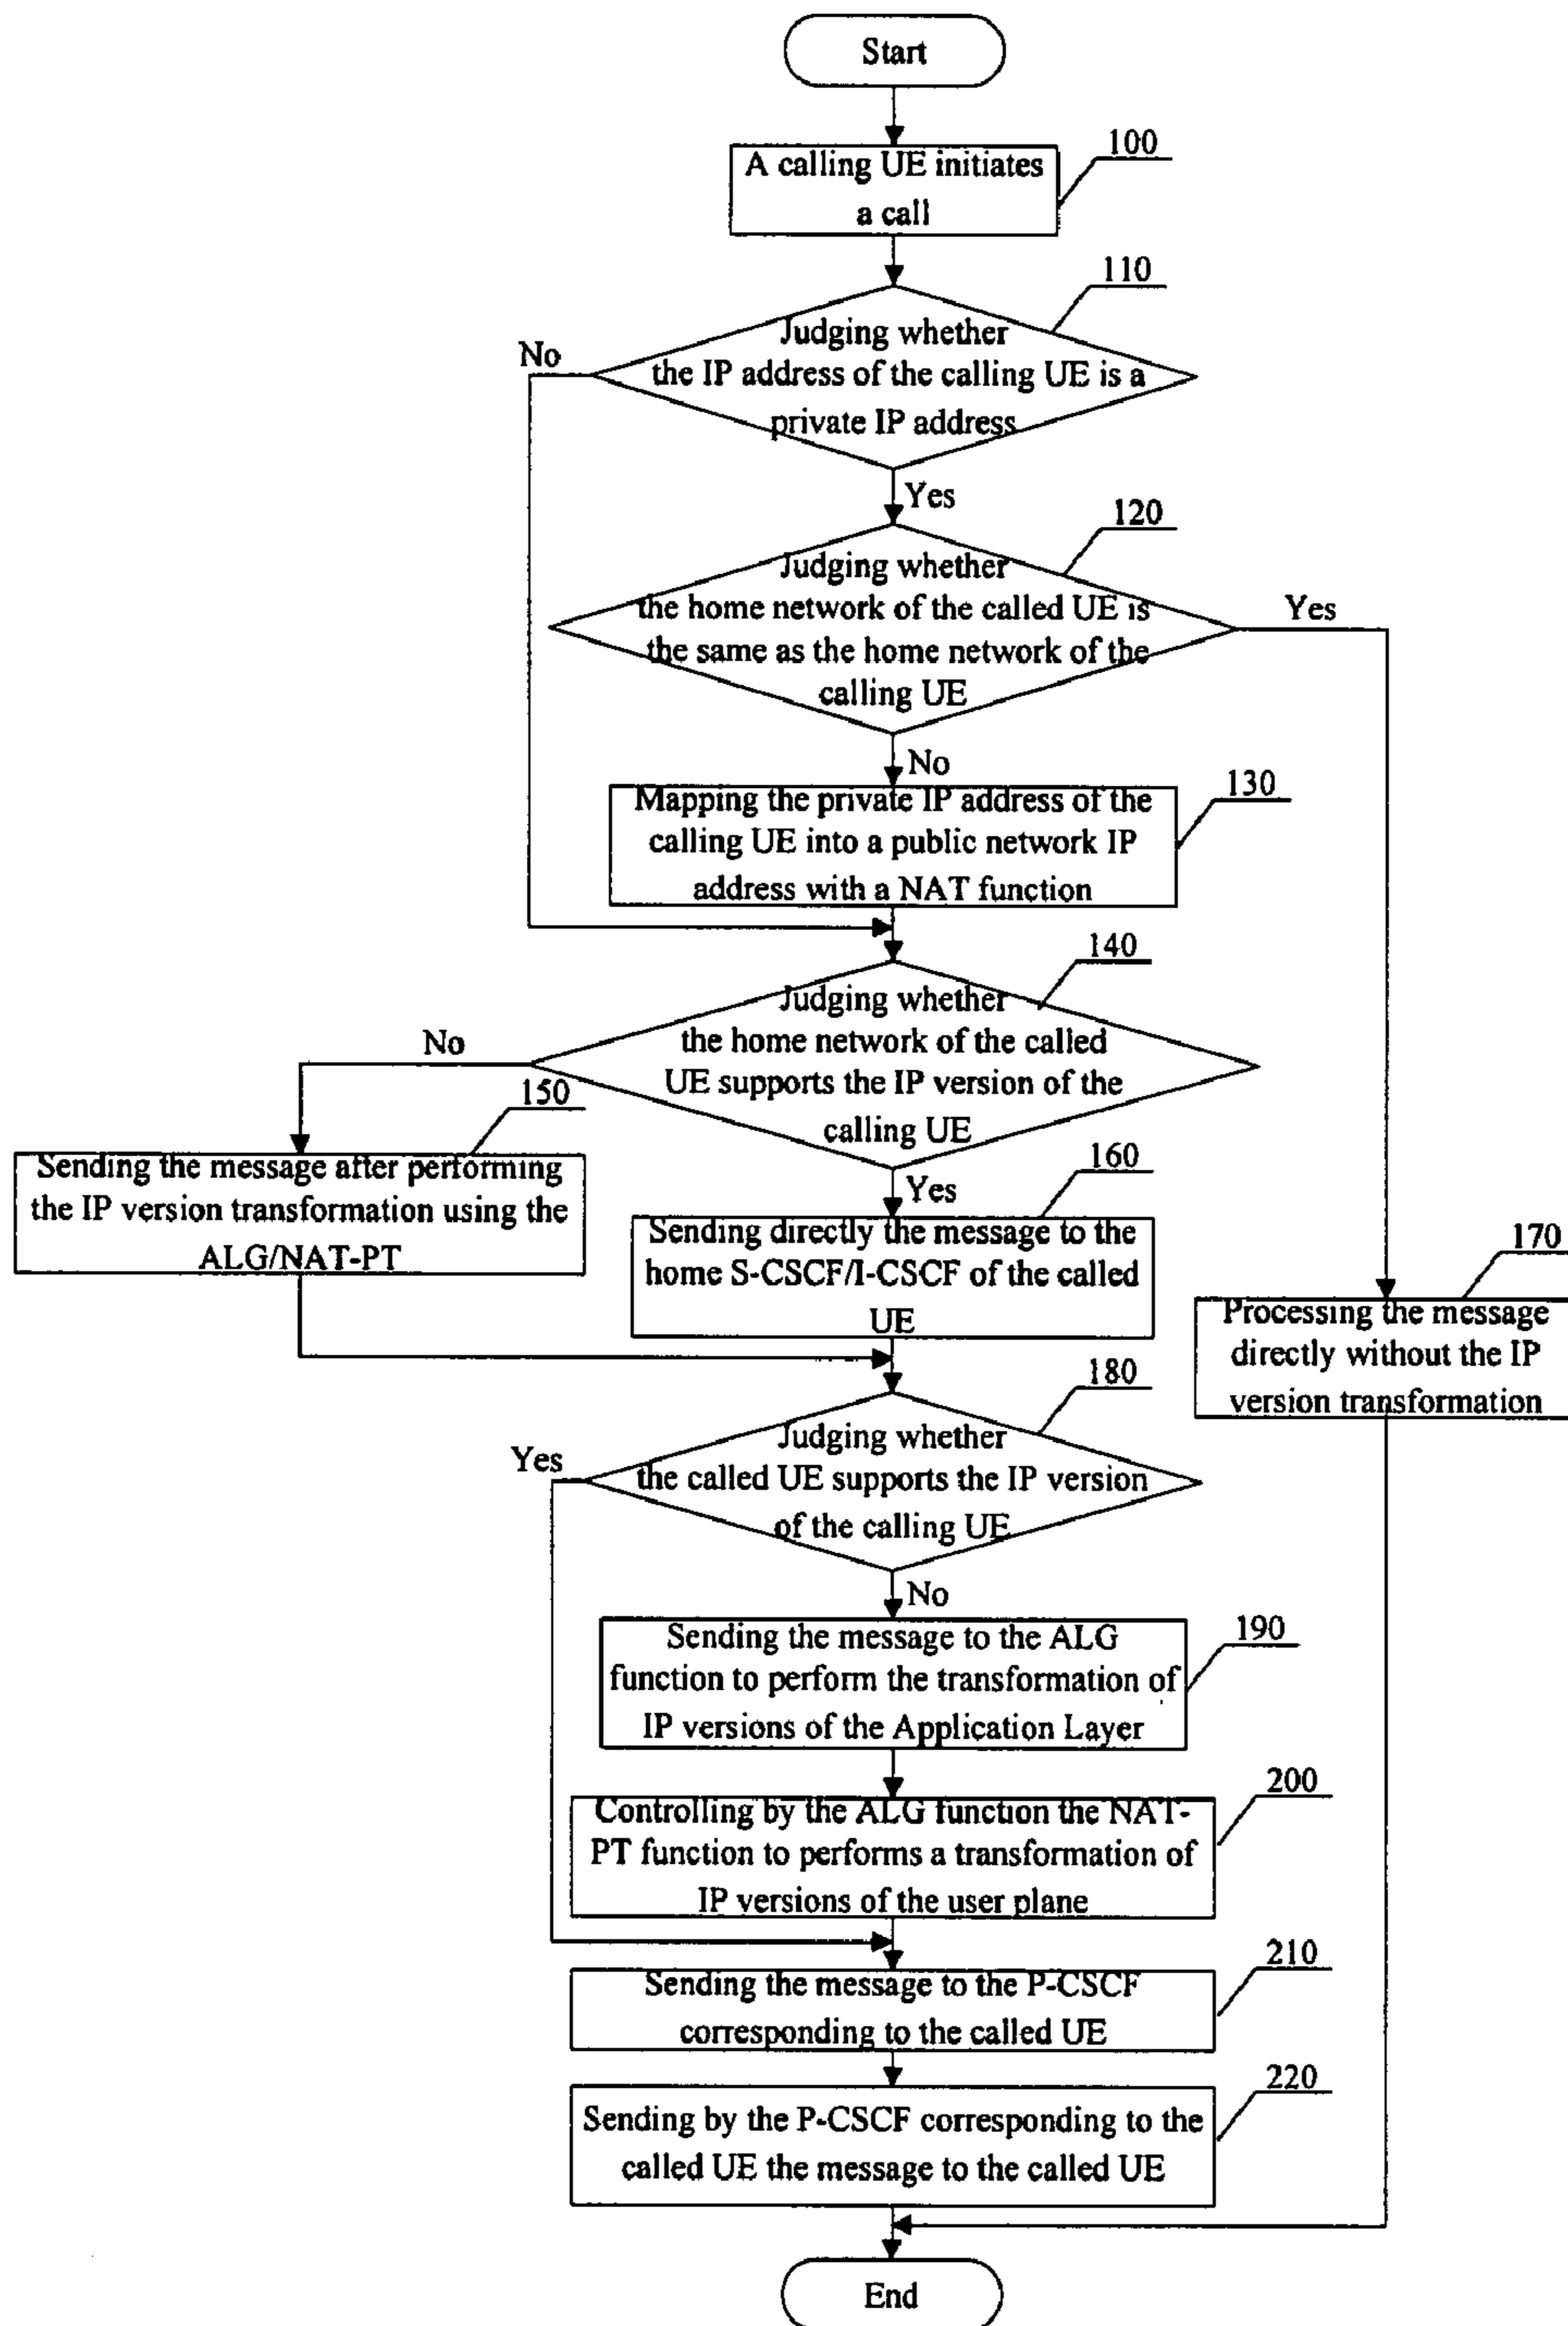 Start
100
A calling UE initiates
a call
110
Judging whether
the IP address of the calling UE is a
private IP address
No
Yes
120
Judging whether
the home network of the called UE is
the same as the home network of the
calling UE
Yes
No
130
Mapping the private IP address of the
calling UE into a public network IP
address with a NAT function
140
Judging whether
the home network of the called
UE supports the IP version of the
calling UE
No
150
Sending the message after performing
the IP version transformation using the
ALG/NAT-PT
Yes
160
Sending directly the message to the
home S-CSCF/I-CSCF of the called
UE
170
Processing the message
directly without the IP
version transformation
180
Judging whether
the called UE supports the IP version
of the calling UE
Yes
No
190
Sending the message to the ALG
function to perform the transformation of
IP versions of the Application Layer
200
Controlling by the ALG function the NAT-
PT function to performs a transformation of
IP versions of the user plane
210
Sending the message to the P-CSCF
corresponding to the called UE
220
Sending by the P-CSCF corresponding to the
called UE the message to the called UE
End